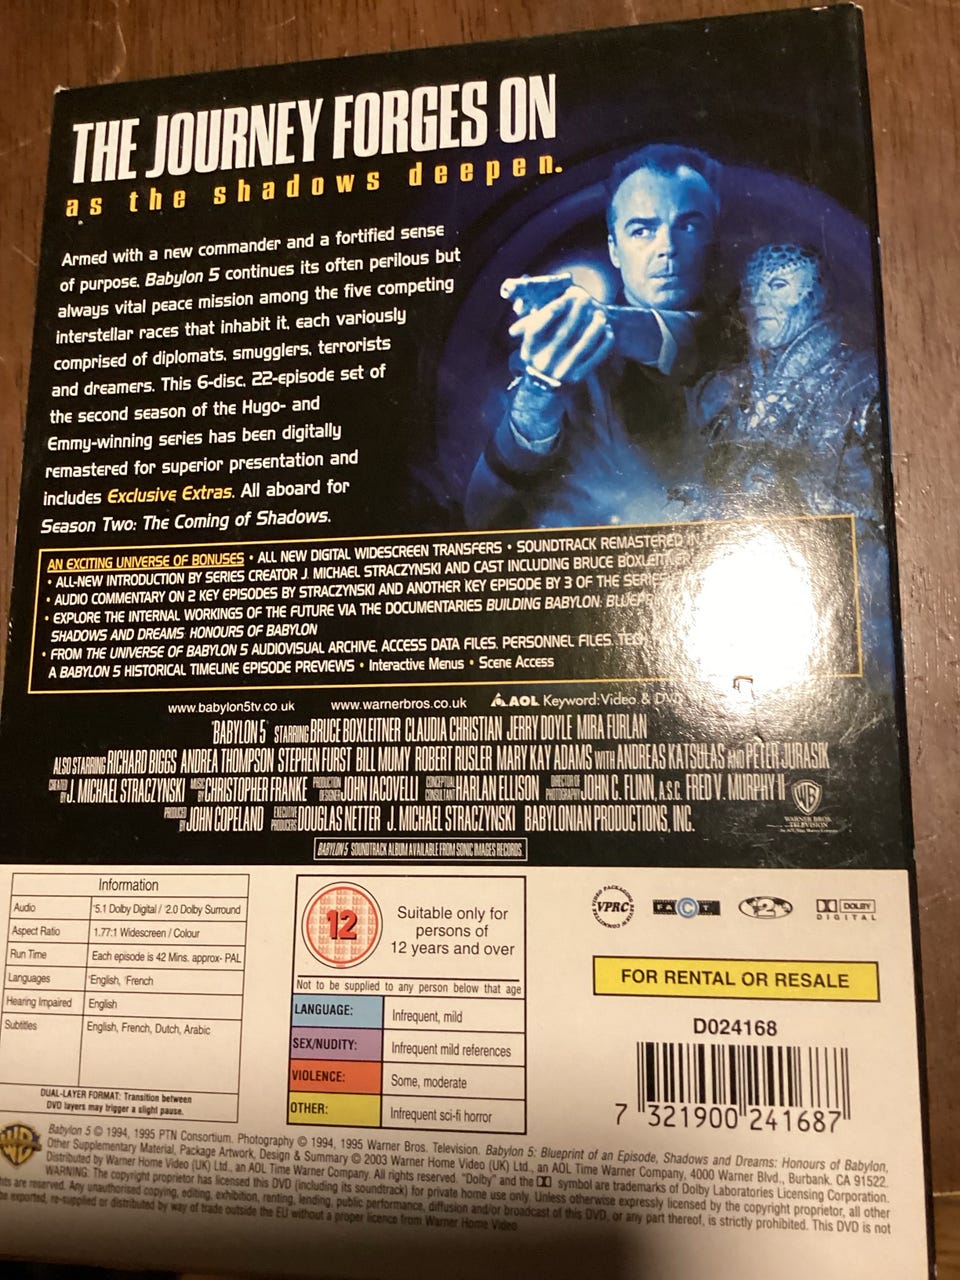 THE JOURNEY FORGES ON
as the shadows deepen.
Armed with a new commander and a fortified sense
of purpose, Babylon 5 continues its often perilous but
always vital peace mission among the five competing
interstellar races that inhabit it, each variously
comprised of diplomats, smugglers, terrorists
and dreamers. This 6-disc, 22-episode set of
the second season of the Hugo- and
Emmy-winning series has been digitally
remastered for superior presentation and
includes Exclusive Extras. All aboard for
Season Two: The Coming of Shadows.
AN EXCITING UNIVERSE OF BONUSES • ALL NEW DIGITAL WIDESCREEN TRANSFERS • SOUNDTRACK REMASTERED IN
• ALL-NEW INTRODUCTION BY SERIES CREATOR J. MICHAEL STRACZYNSKI AND CAST INCLUDING BRUCE BOXLEITNER
• AUDIO COMMENTARY ON 2 KEY EPISODES BY STRACZYNSKI AND ANOTHER KEY EPISODE BY 3 OF THE
• EXPLORE THE INTERNAL WORKINGS OF THE FUTURE VIA THE DOCUMENTARIES BUILDING BABYLON:
SHADOWS AND DREAMS: HONOURS OF BABYLON
• FROM THE UNIVERSE OF BABYLON 5 AUDIOVISUAL ARCHIVE, ACCESS DATA FILES, PERSONNEL FILES,
A BABYLON 5 HISTORICAL TIMELINE EPISODE PREVIEWS • Interactive Menus • Scene Access
www.babylon5tv.co.uk www.warnerbros.co.uk AOL Keyword: Video & DVD
"BABYLON 5" STARRING BRUCE BOXLEITNER CLAUDIA CHRISTIAN JERRY DOYLE MIRA FURLAN
ALSO STARRING RICHARD BIGGS ANDREA THOMPSON STEPHEN FURST BILL MUMY ROBERT RUSLER MARY KAY ADAMS WITH ANDREAS KATSULAS AND PETER JURASIK
CREATED BY J. MICHAEL STRACZYNSKI MUSIC BY CHRISTOPHER FRANKE PRODUCTION DESIGNER JOHN IACOVELLI CONCEPTUAL CONSULTANT HARLAN ELLISON DIRECTOR OF PHOTOGRAPHY JOHN C. FLINN, A.S.C. FRED V. MURPHY II
PRODUCED BY JOHN COPELAND EXECUTIVE PRODUCERS DOUGLAS NETTER J. MICHAEL STRACZYNSKI BABYLONIAN PRODUCTIONS, INC.
WARNER BROS.
TELEVISION
BABYLON 5 SOUNDTRACK ALBUM AVAILABLE FROM SONIC IMAGES RECORDS
Information
Audio 5.1 Dolby Digital / 2.0 Dolby Surround
Aspect Ratio 1.77:1 Widescreen / Colour
Run Time Each episode is 42 Mins. approx- PAL
Languages English, French
Hearing Impaired English
Subtitles English, French, Dutch, Arabic
DUAL-LAYER FORMAT: Transition between
DVD layers may trigger a slight pause.
12
Suitable only for
persons of
12 years and over
Not to be supplied to any person below that age
LANGUAGE: Infrequent, mild
SEX/NUDITY: Infrequent mild references
VIOLENCE: Some, moderate
OTHER: Infrequent sci-fi horror
VIDEO PACKAGING REVIEW COMMITTEE
VPRC
FACT
2
DOLBY
DIGITAL
FOR RENTAL OR RESALE
D024168
7 321900 241687
Babylon 5 © 1994, 1995 PTN Consortium. Photography © 1994, 1995 Warner Bros. Television. Babylon 5: Blueprint of an Episode, Shadows and Dreams: Honours of Babylon,
Other Supplementary Material, Package Artwork, Design & Summary © 2003 Warner Home Video (UK) Ltd., an AOL Time Warner Company, 4000 Warner Blvd., Burbank, CA 91522.
Distributed by Warner Home Video (UK) Ltd., an AOL Time Warner Company. All rights reserved. "Dolby" and the symbol are trademarks of Dolby Laboratories Licensing Corporation.
WARNING: The copyright proprietor has licensed this DVD (including its soundtrack) for private home use only. Unless otherwise expressly licensed by the copyright proprietor, all other
are reserved. Any unauthorised copying, editing, exhibition, renting, lending, public performance, diffusion and/or broadcast of this DVD, or any part thereof, is strictly prohibited. This DVD is not
be exported, re-supplied or distributed by way of trade outside the EU without a proper licence from Warner Home Video